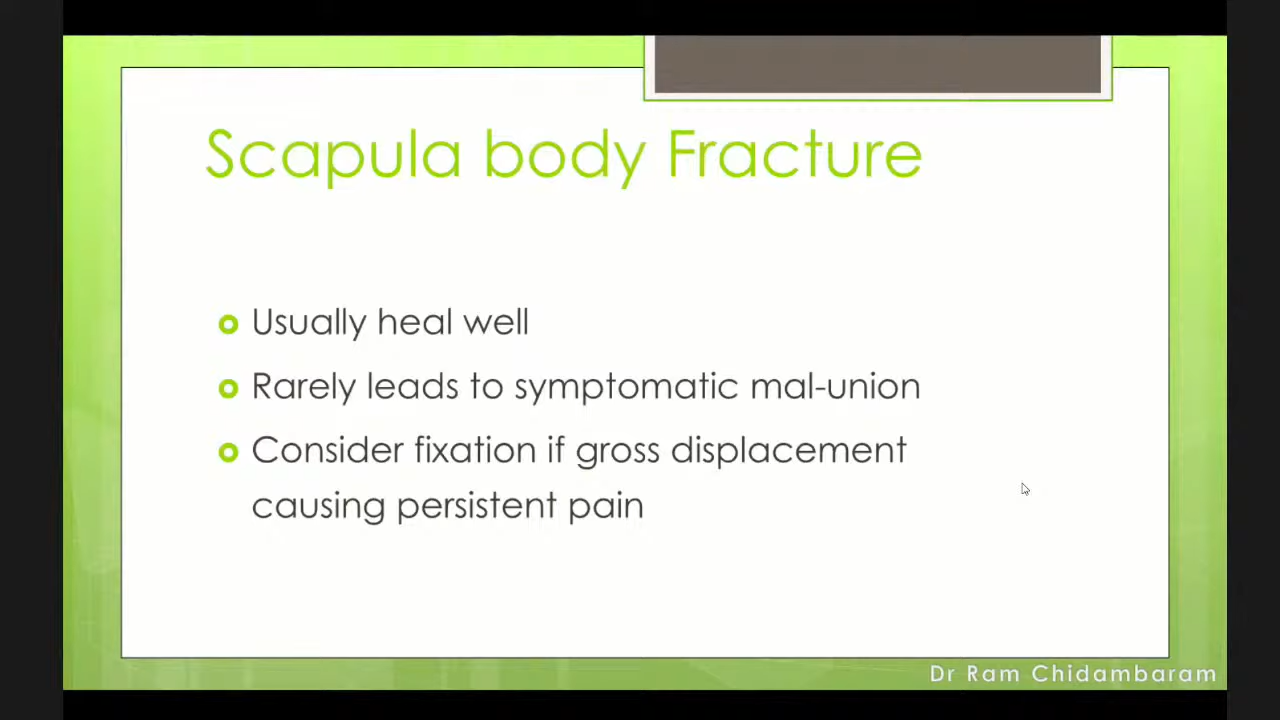 Scapula body Fracture
Usually heal well
Rarely leads to symptomatic mal-union
Consider fixation if gross displacement
causing persistent pain
Dr Ram Chidambaram